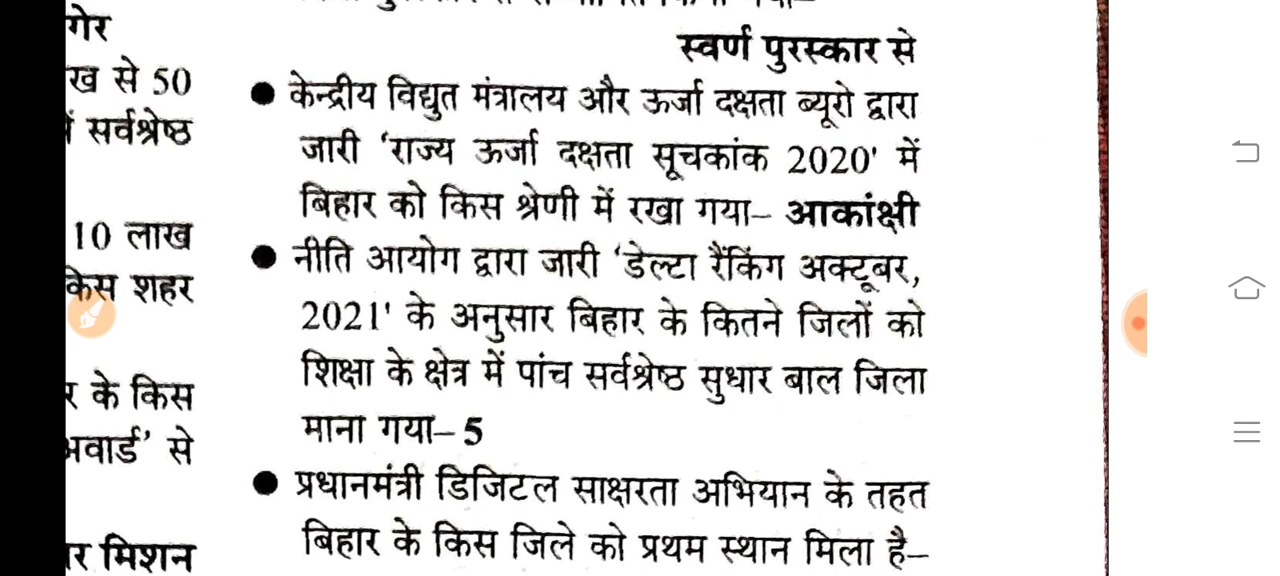 गेर
ख से 50
सर्वश्रेष्ठ
10 लाख
केस शहर
के किस
अवार्ड' से
मिशन
स्वर्ण पुरस्कार से
● केन्द्रीय विद्युत मंत्रालय और ऊर्जा दक्षता ब्यूरो द्वारा
जारी 'राज्य ऊर्जा दक्षता सूचकांक 2020' में
बिहार को किस श्रेणी में रखा गया– आकांक्षी
● नीति आयोग द्वारा जारी 'डेल्टा रैंकिंग अक्टूबर,
2021' के अनुसार बिहार के कितने जिलों को
शिक्षा के क्षेत्र में पांच सर्वश्रेष्ठ सुधार बाल जिला
माना गया– 5
● प्रधानमंत्री डिजिटल साक्षरता अभियान के तहत
बिहार के किस जिले को प्रथम स्थान मिला है–